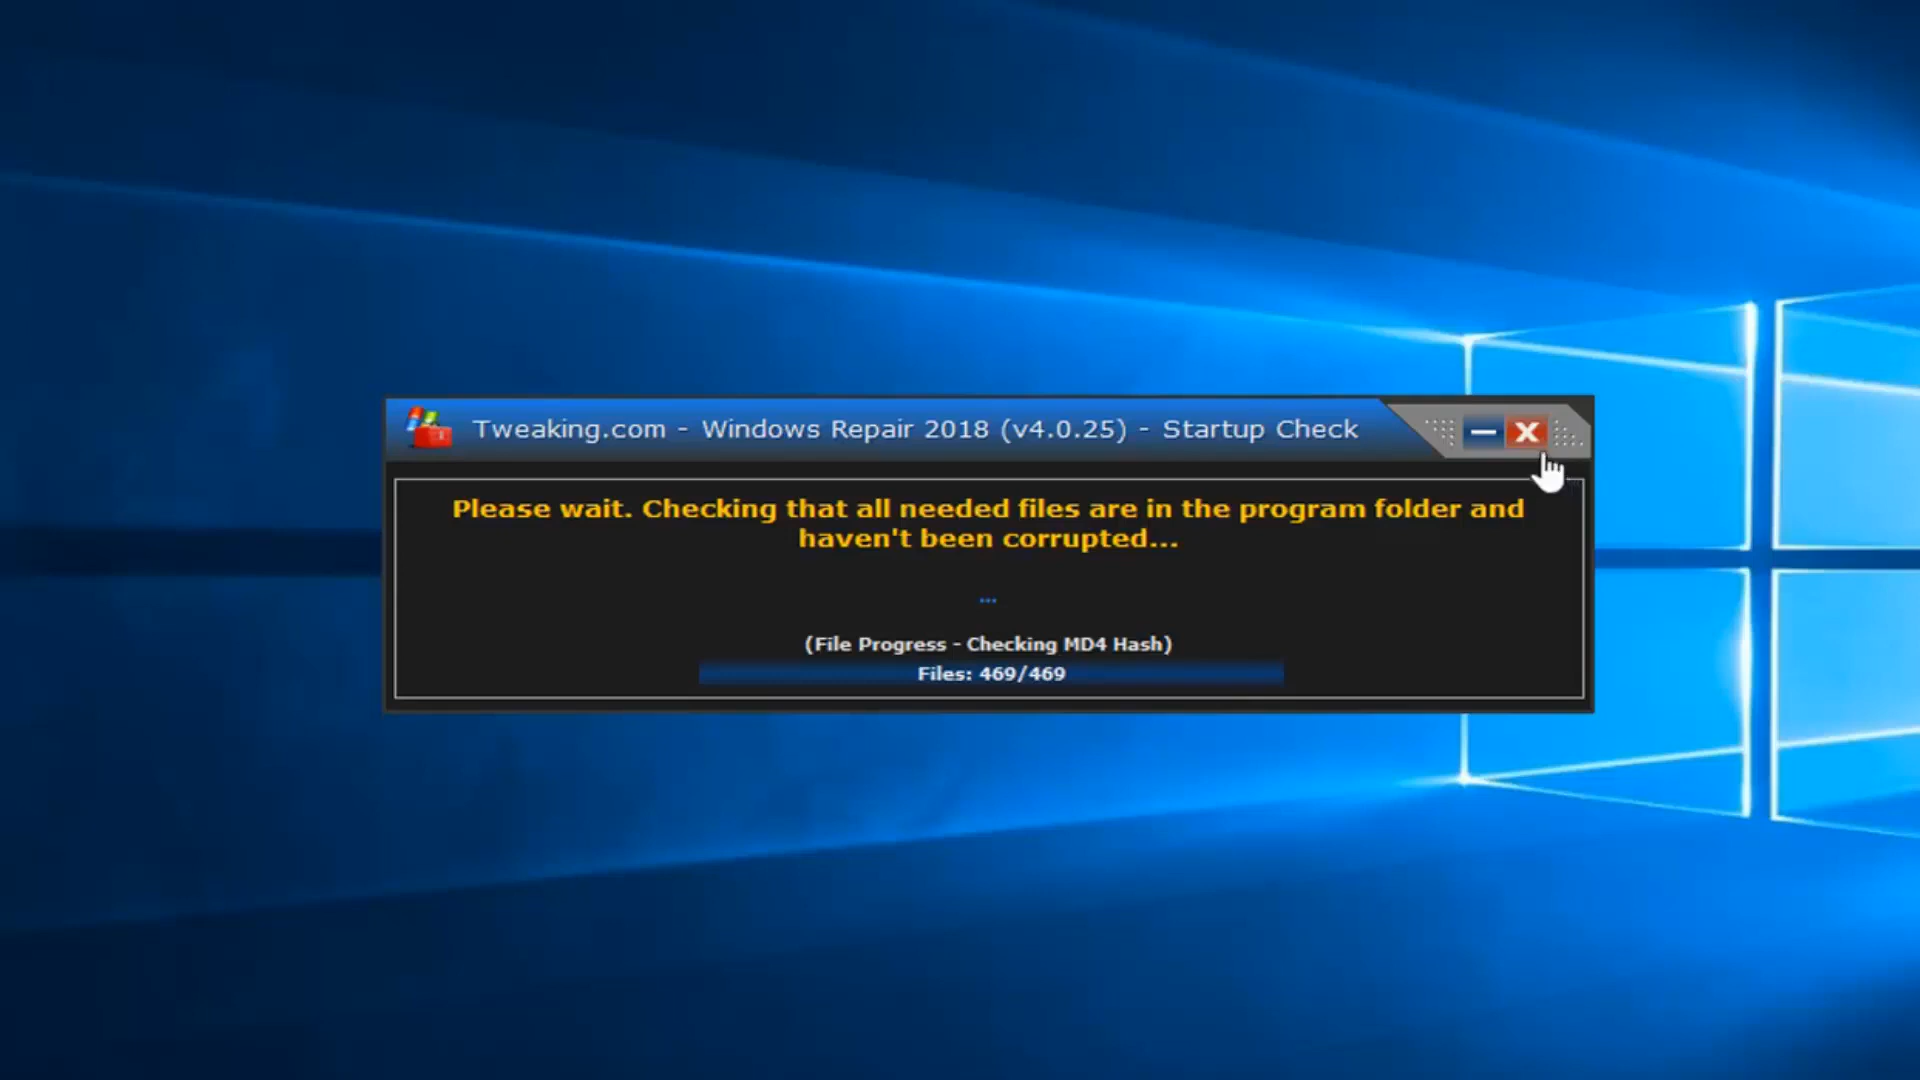 Tweaking.com - Windows Repair 2018 (v4.0.25) - Startup Check
Please wait. Checking that all needed files are in the program folder and
haven't been corrupted...
...
(File Progress - Checking MD4 Hash)
Files: 469/469